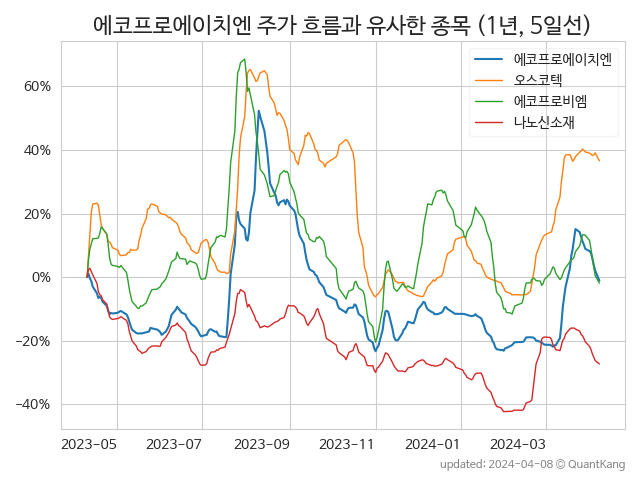 에코프로에이치엔 주가 흐름과 유사한 종목 (1년, 5일선)
에코프로에이치엔
오스코텍
에코프로비엠
나노신소재
60%
40%
20%
0%
−20%
−40%
2023-05
2023-07
2023-09
2023-11
2024-01
2024-03
updated: 2024-04-08 ⓒ QuantKang